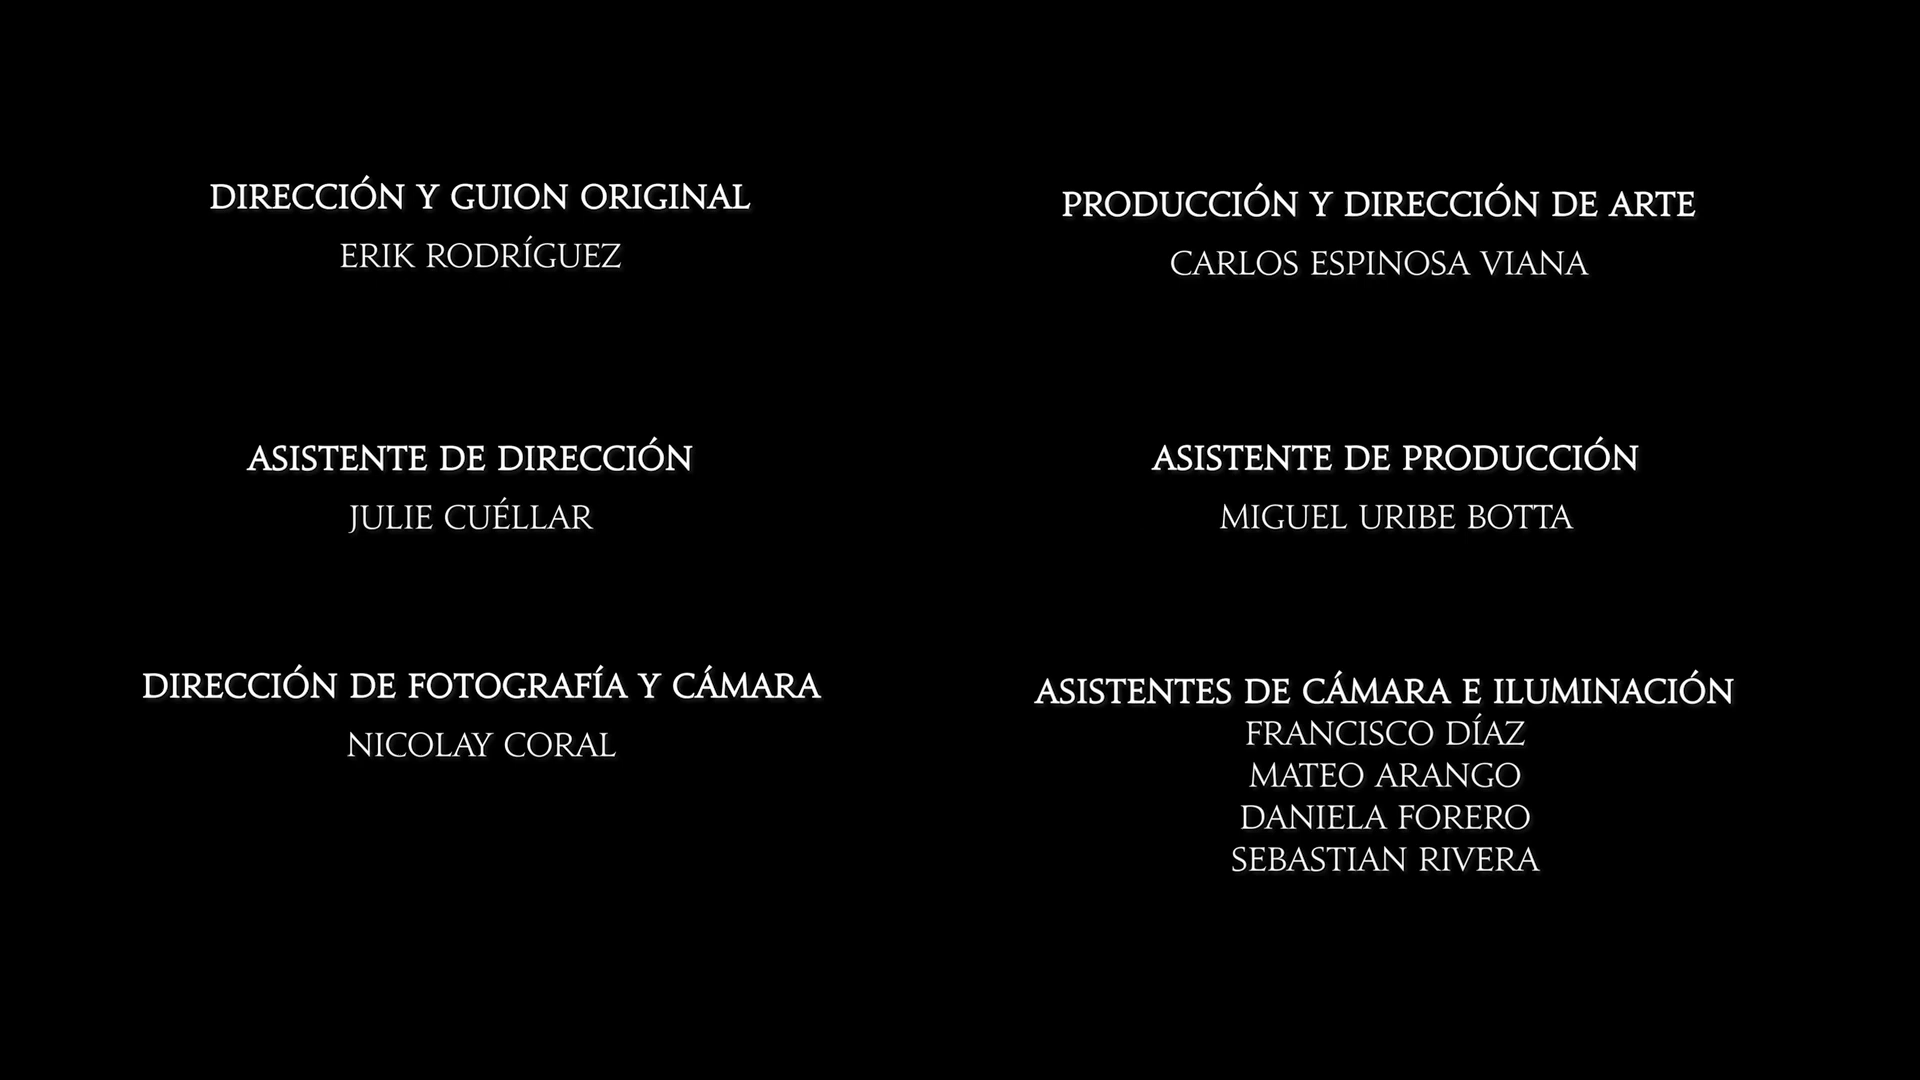 DIRECCIÓN Y GUION ORIGINAL
ERIK RODRÍGUEZ
PRODUCCIÓN Y DIRECCIÓN DE ARTE
CARLOS ESPINOSA VIANA
ASISTENTE DE DIRECCIÓN
JULIE CUÉLLAR
ASISTENTE DE PRODUCCIÓN
MIGUEL URIBE BOTTA
DIRECCIÓN DE FOTOGRAFÍA Y CÁMARA
NICOLAY CORAL
ASISTENTES DE CÁMARA E ILUMINACIÓN
FRANCISCO DÍAZ
MATEO ARANGO
DANIELA FORERO
SEBASTIAN RIVERA